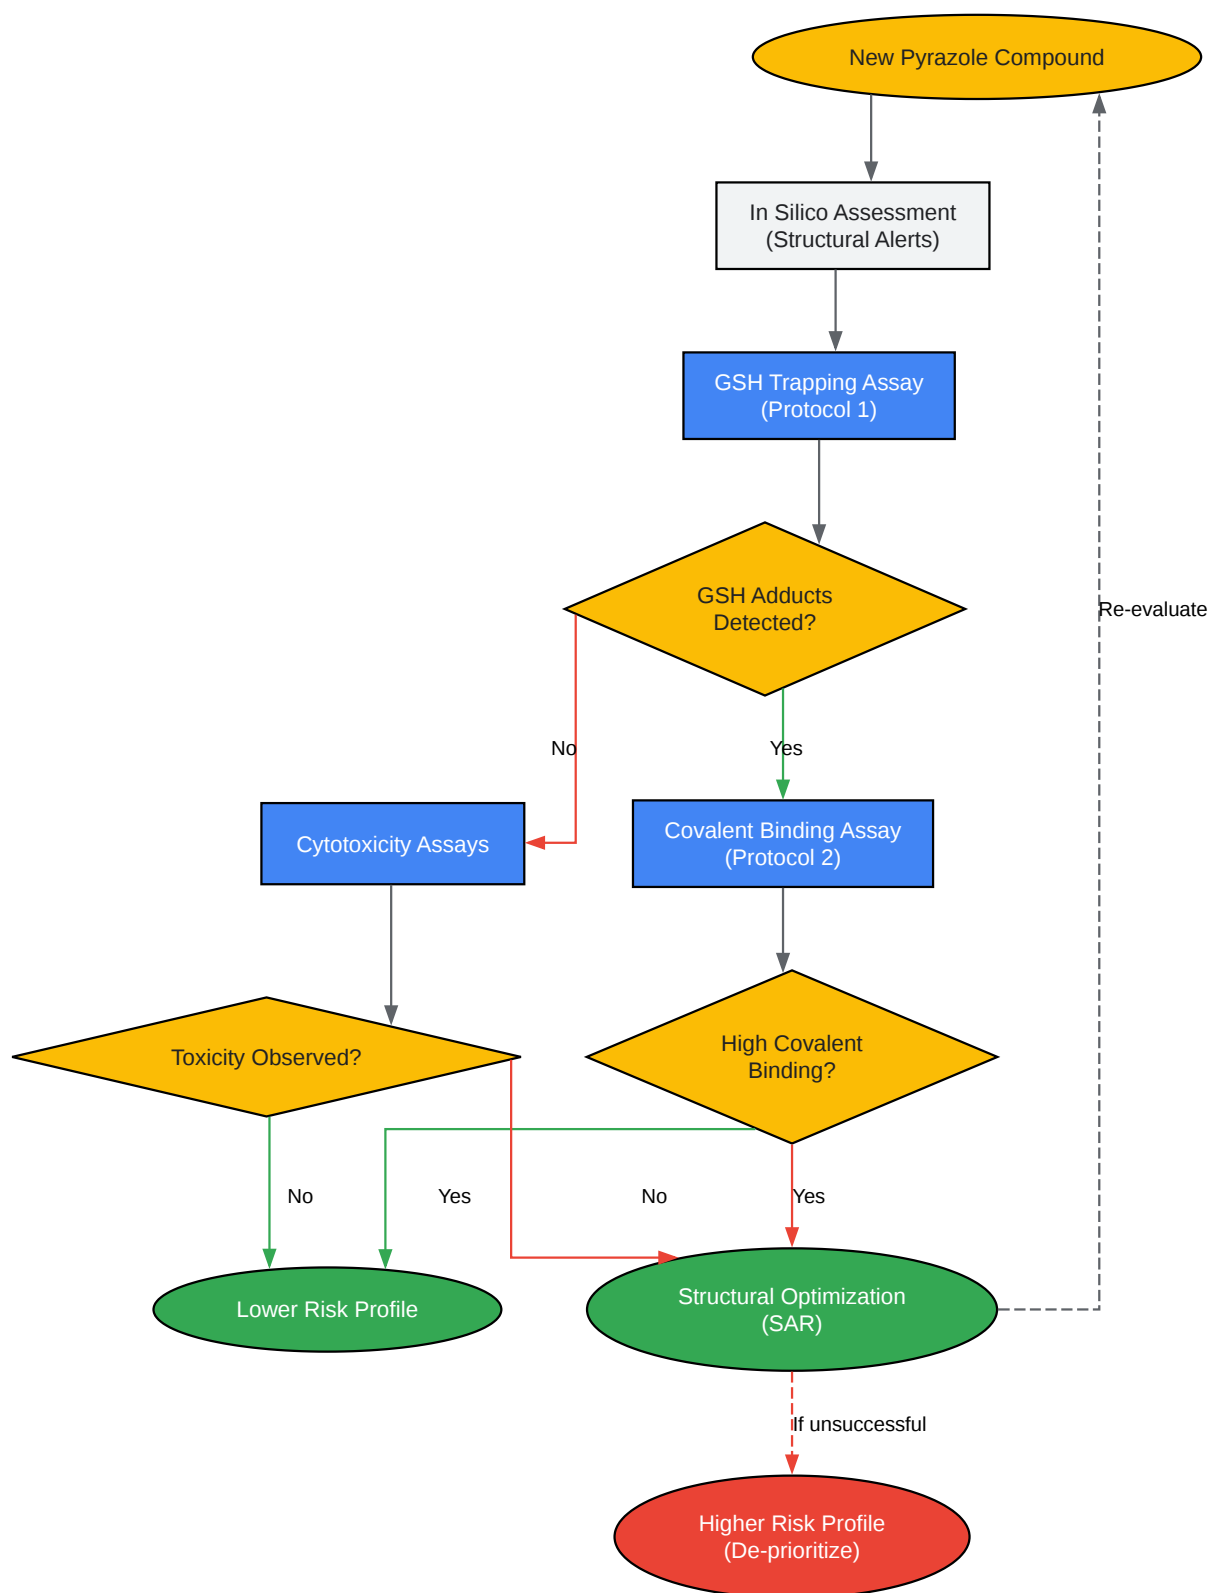 New Pyrazole Compound
In Silico Assessment
(Structural Alerts)
GSH Trapping Assay
(Protocol 1)
GSH Adducts
Detected?
Re-evaluate
No
Yes
Cytotoxicity Assays
Covalent Binding Assay
(Protocol 2)
Toxicity Observed?
High Covalent
Binding?
No
Yes
No
Yes
Lower Risk Profile
Structural Optimization
(SAR)
If unsuccessful
Higher Risk Profile
(De-prioritize)